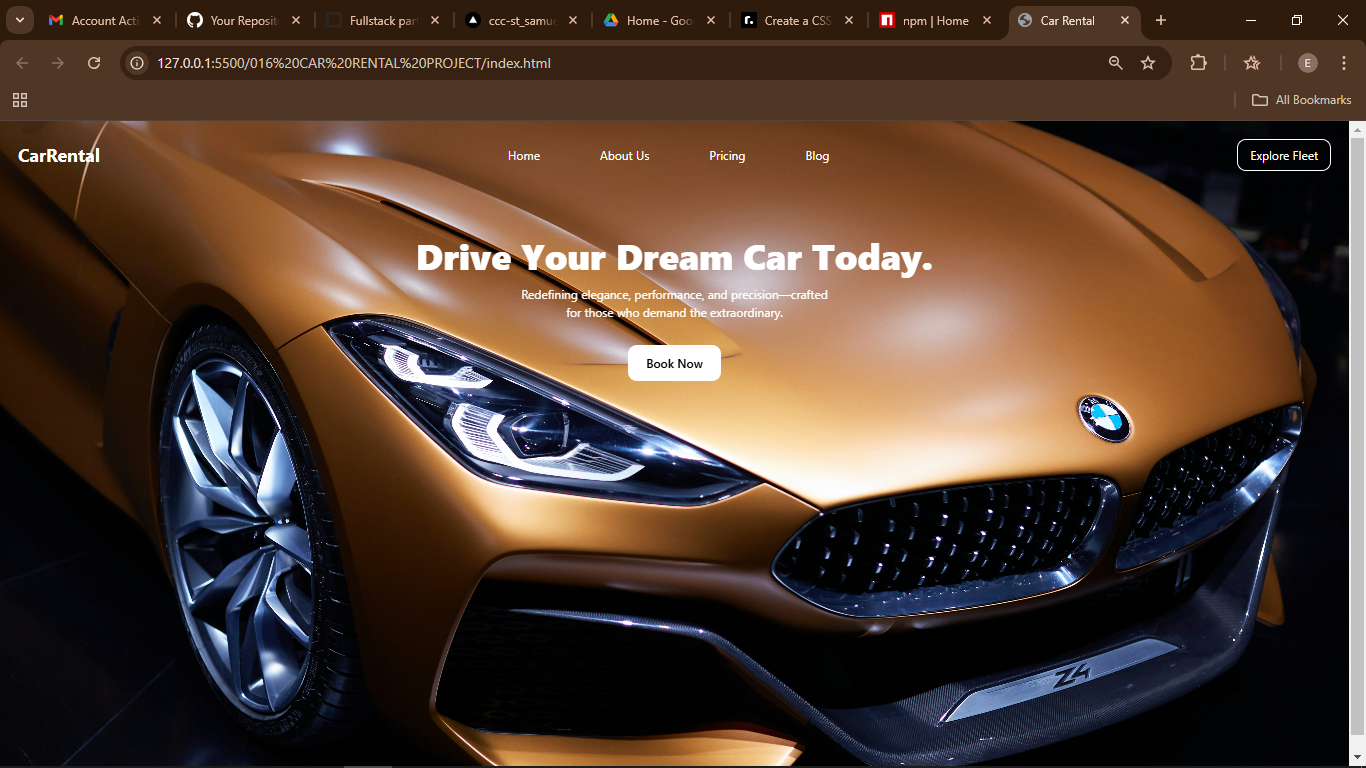 Account Acti
Your Reposit
Fullstack par
ccc-st_samue
Home - Goo
Create a CSS
npm | Home
Car Rental
127.0.0.1:5500/016%20CAR%20RENTAL%20PROJECT/index.html
E
All Bookmarks
CarRental
Home
About Us
Pricing
Blog
Explore Fleet
Drive Your Dream Car Today.
Redefining elegance, performance, and precision—crafted
for those who demand the extraordinary.
Book Now
BMW
Z4